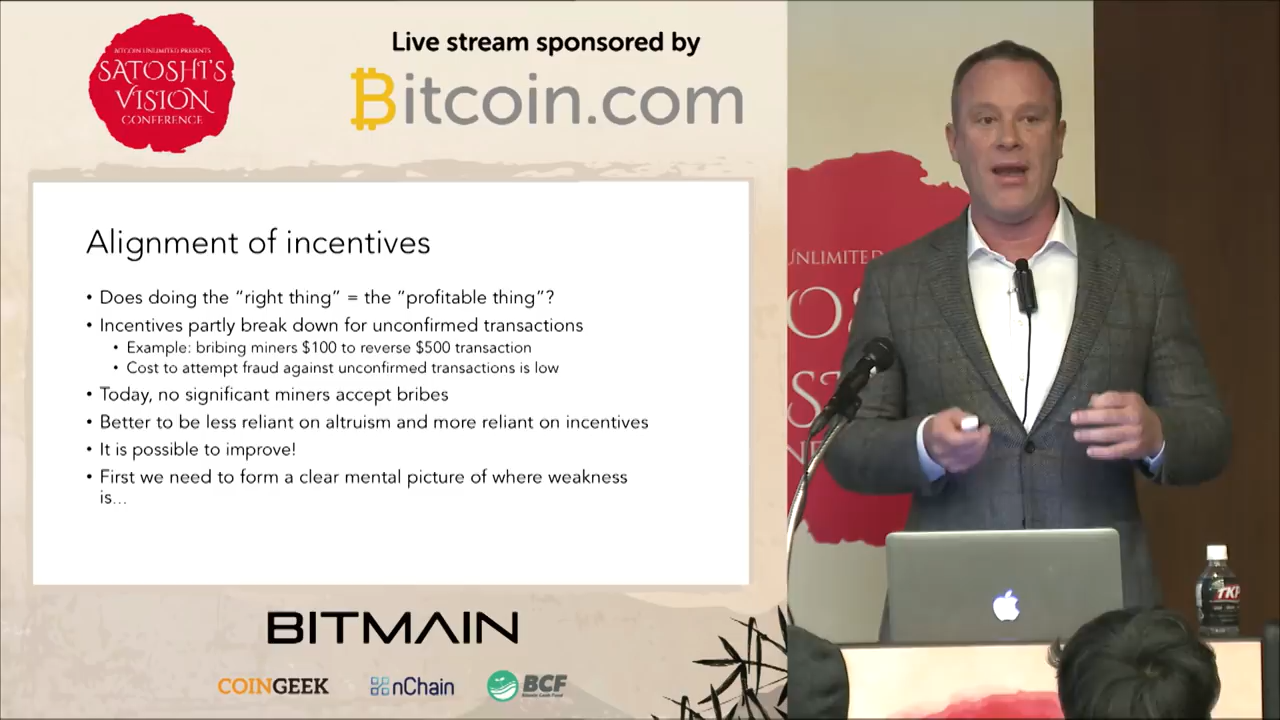 BITCOIN UNLIMITED PRESENTS
SATOSHI'S
VISION
CONFERENCE
Live stream sponsored by
Bitcoin.com
Alignment of incentives
• Does doing the “right thing” = the “profitable thing”?
• Incentives partly break down for unconfirmed transactions
• Example: bribing miners $100 to reverse $500 transaction
• Cost to attempt fraud against unconfirmed transactions is low
• Today, no significant miners accept bribes
• Better to be less reliant on altruism and more reliant on incentives
• It is possible to improve!
• First we need to form a clear mental picture of where weakness
is...
BITMAIN
COINGEEK
nChain
BCF
UNLIMITED
TKP